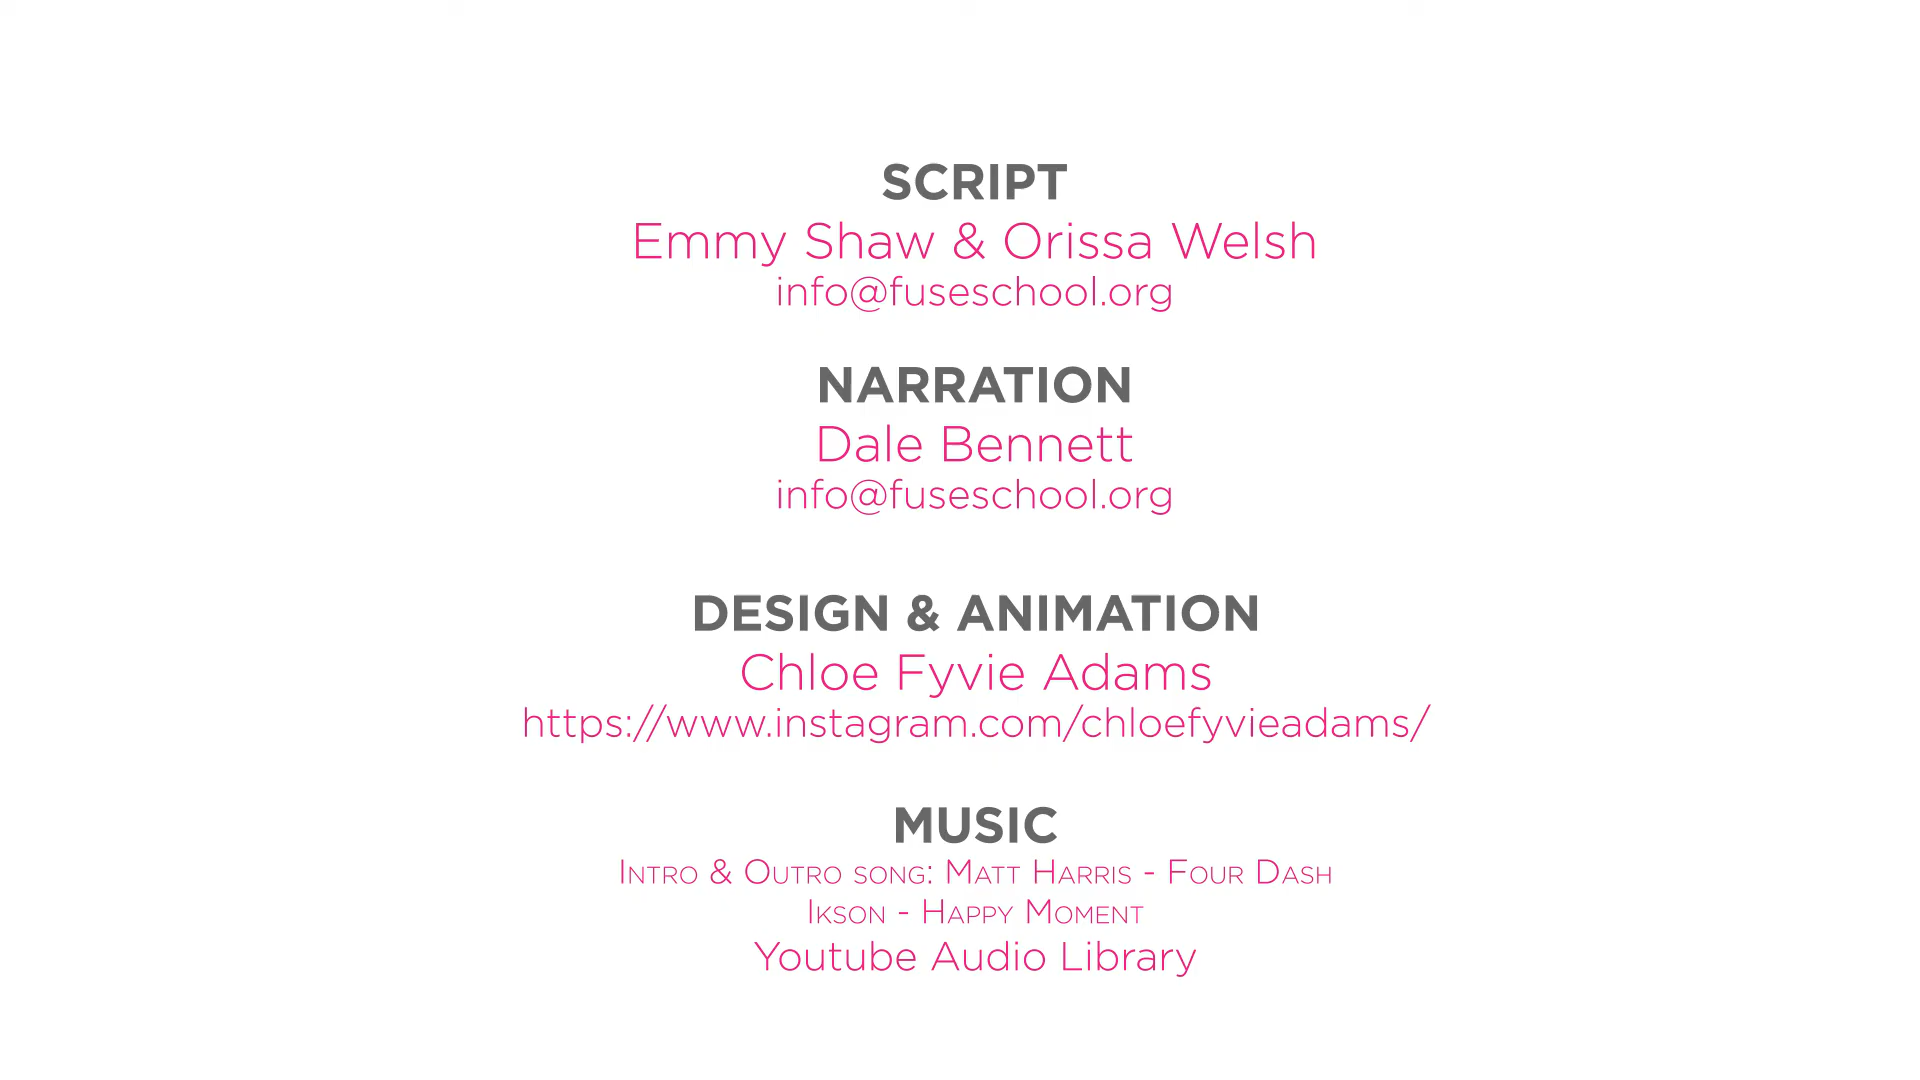 SCRIPT
Emmy Shaw & Orissa Welsh
info@fuseschool.org
NARRATION
Dale Bennett
info@fuseschool.org
DESIGN & ANIMATION
Chloe Fyvie Adams
https://www.instagram.com/chloefyvieadams/
MUSIC
Intro & Outro song: Matt Harris - Four Dash
Ikson - Happy Moment
Youtube Audio Library